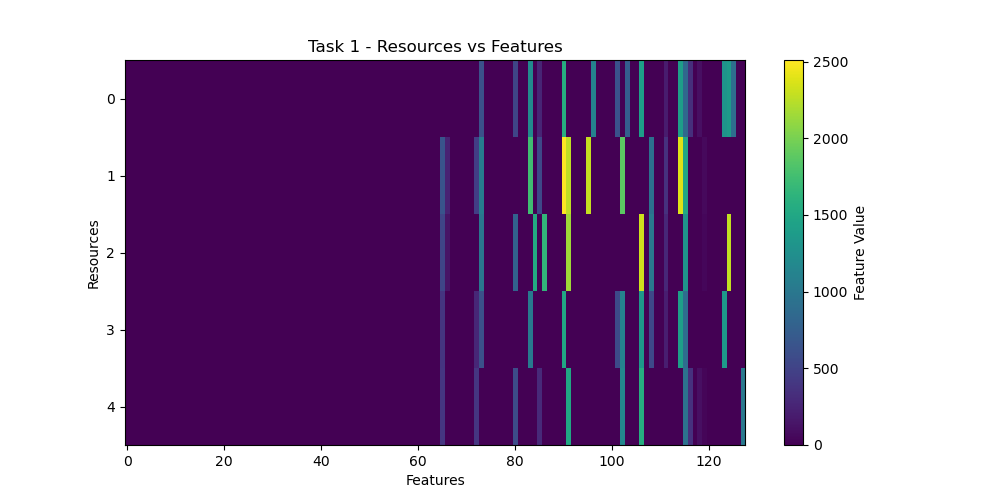 Task 1 - Resources vs Features
Resources
0
1
2
3
4
0 20 40 60 80 100 120
Features
2500
2000
1500
1000
500
0
Feature Value